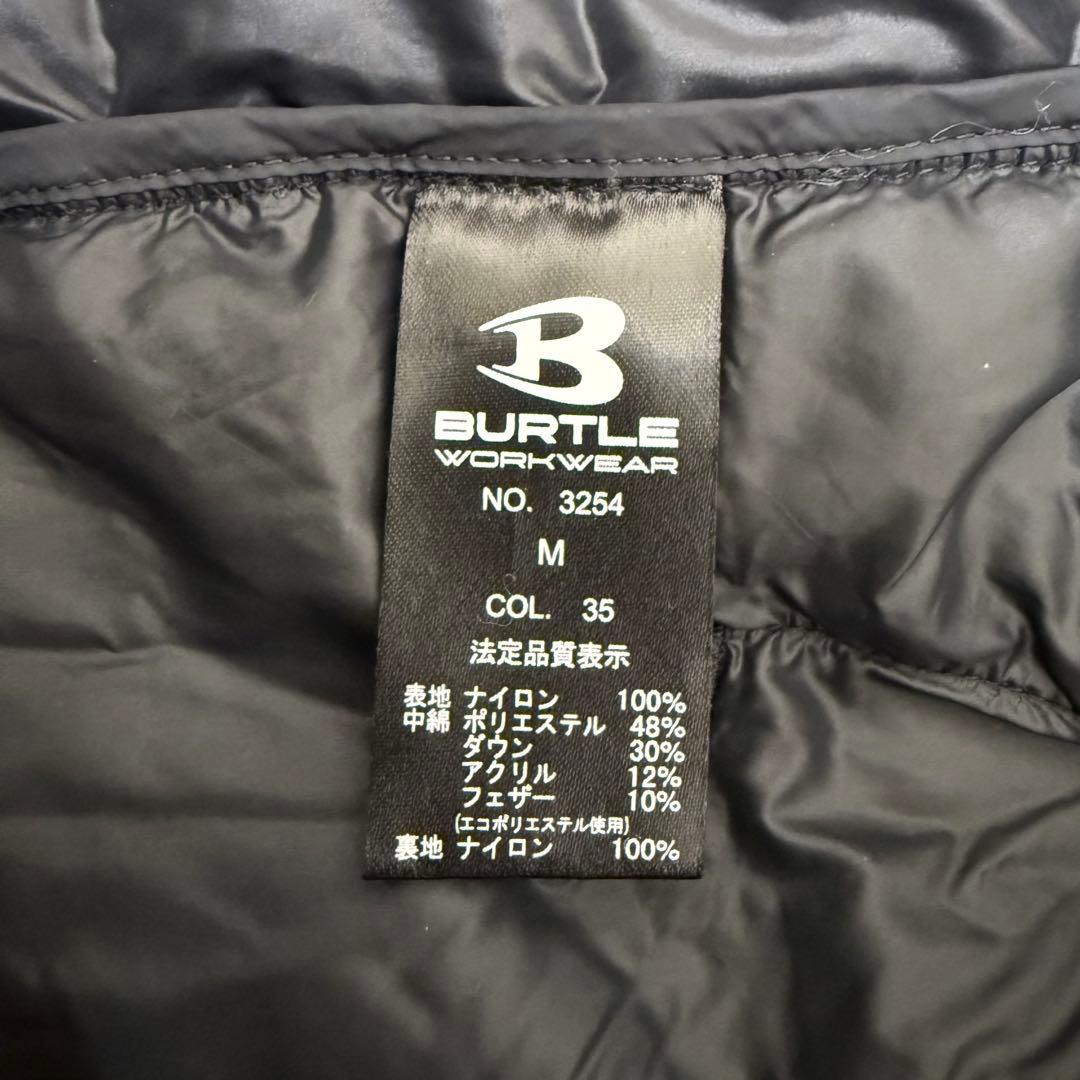 B
BURTLE
WORKWEAR
NO. 3254
M
COL. 35
法定品質表示
表地 ナイロン 100%
中綿 ポリエステル 48%
ダウン 30%
アクリル 12%
フェザー 10%
(エコポリエステル使用)
裏地 ナイロン 100%